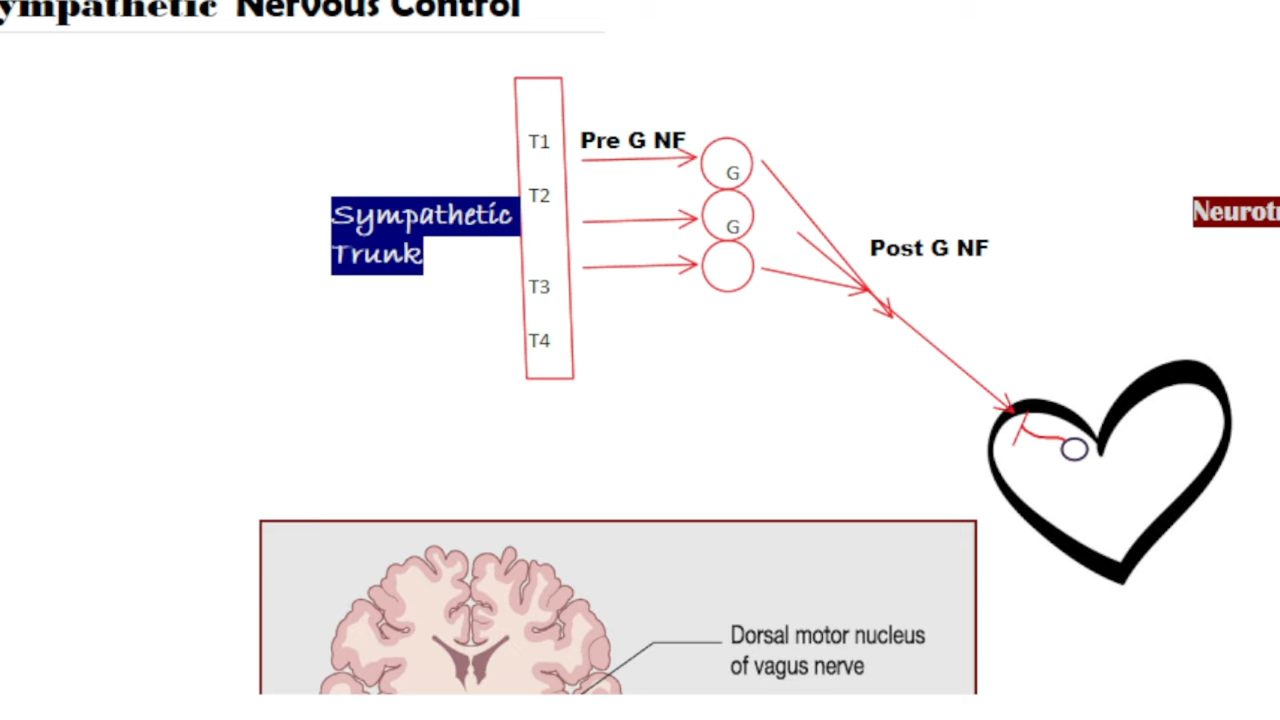 ympathetic Nervous Control
T1
Pre G NF
G
T2
Sympathetic
Trunk
G
Post G NF
T3
T4
Dorsal motor nucleus
of vagus nerve